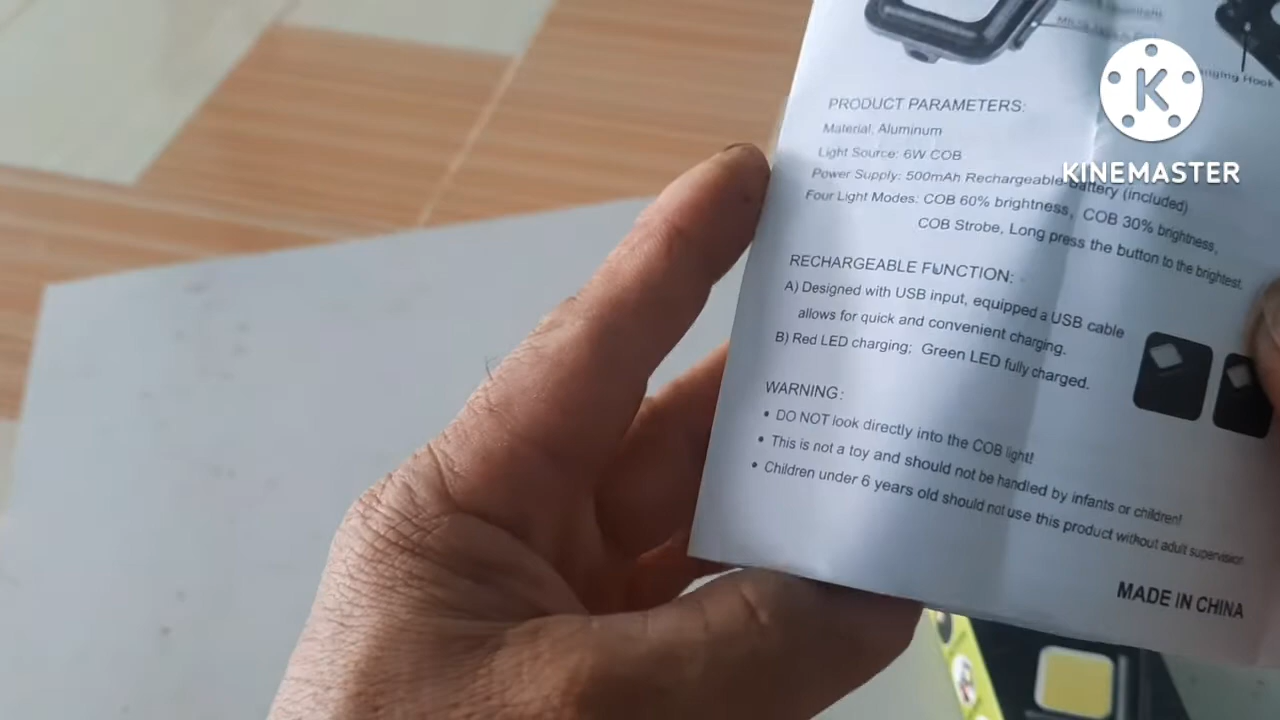 K
KINEMASTER
Hook
PRODUCT PARAMETERS:
Material: Aluminum
Light Source: 6W COB
Power Supply: 500mAh Rechargeable Battery (included)
Four Light Modes: COB 60% brightness, COB 30% brightness,
COB Strobe, Long press the button to the brightest.
RECHARGEABLE FUNCTION:
A) Designed with USB input, equipped a USB cable
allows for quick and convenient charging.
B) Red LED charging; Green LED fully charged.
WARNING:
• DO NOT look directly into the COB light!
• This is not a toy and should not be handled by infants or children!
• Children under 6 years old should not use this product without adult supervision
MADE IN CHINA